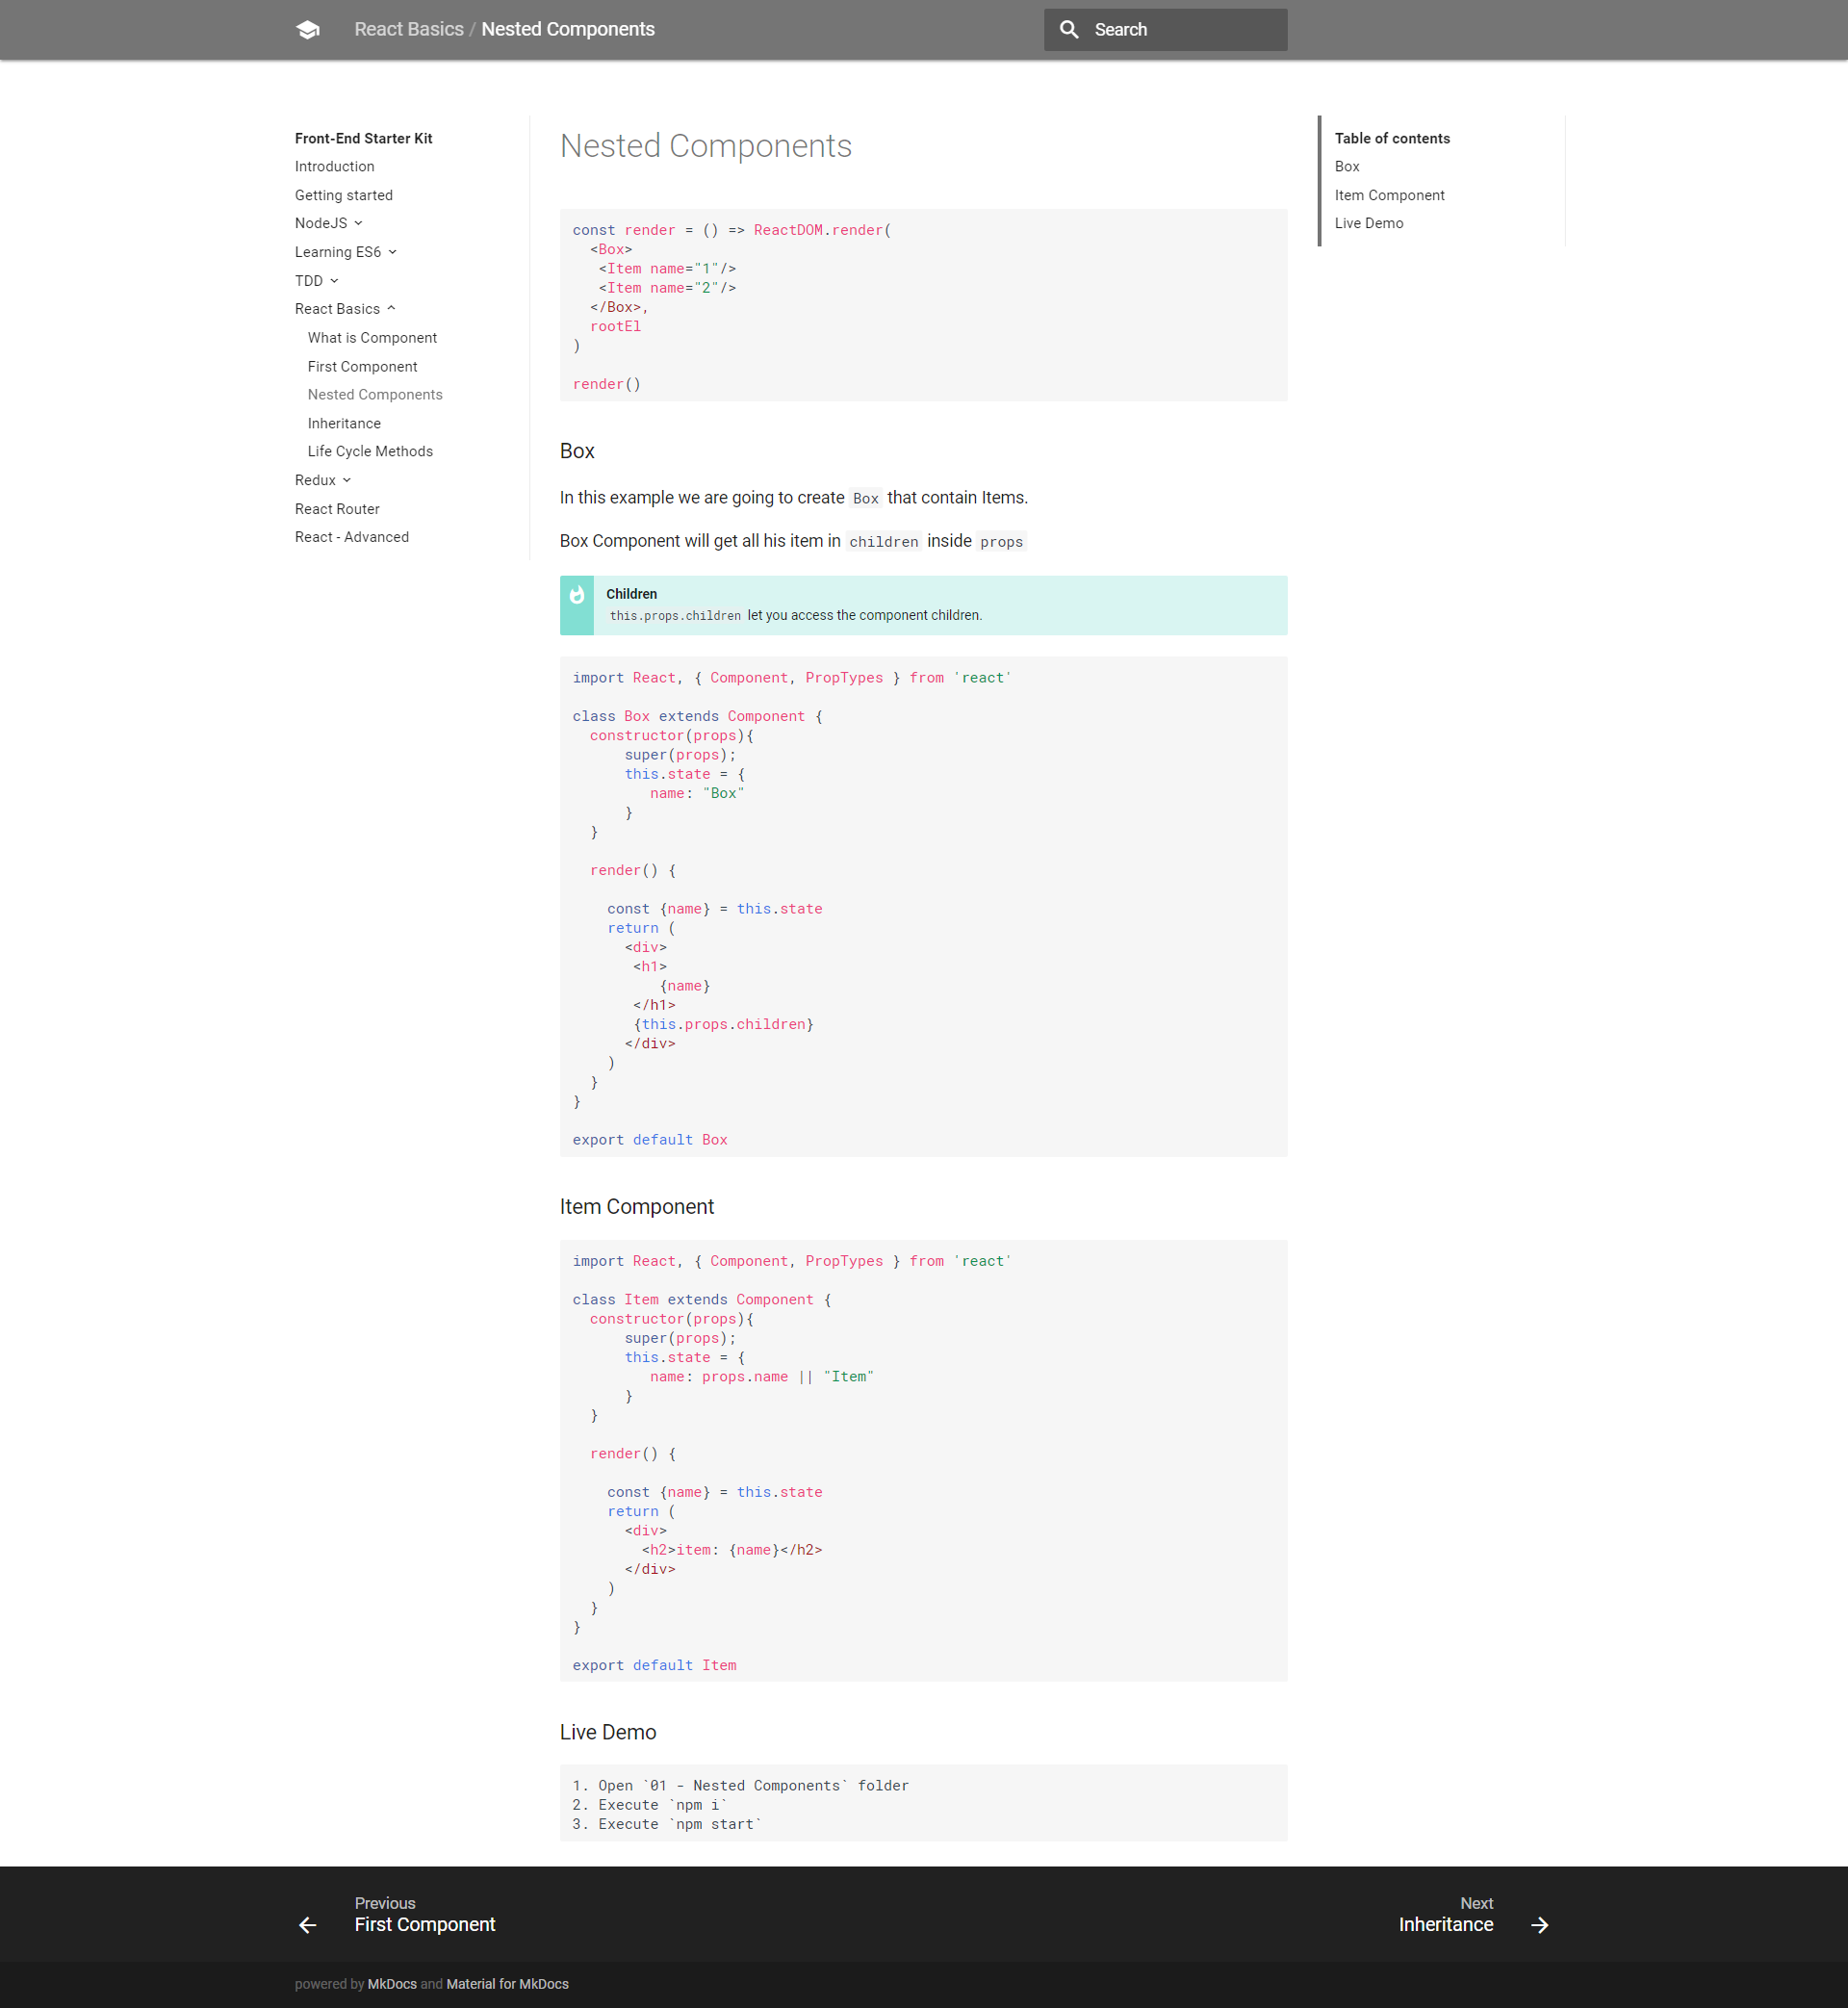 React Basics / Nested Components
Search
Front-End Starter Kit
Introduction
Getting started
NodeJS
Learning ES6
TDD
React Basics
What is Component
First Component
Nested Components
Inheritance
Life Cycle Methods
Redux
React Router
React - Advanced
Nested Components
const render = () => ReactDOM.render(
  <Box>
   <Item name="1"/>
   <Item name="2"/>
  </Box>,
  rootEl
)
render()
Box
In this example we are going to create Box that contain Items.
Box Component will get all his item in children inside props
Children
this.props.children let you access the component children.
import React, { Component, PropTypes } from 'react'
class Box extends Component {
  constructor(props){
      super(props);
      this.state = {
         name: "Box"
      }
  }
  render() {
    const {name} = this.state
    return (
      <div>
       <h1>
          {name}
       </h1>
       {this.props.children}
      </div>
    )
  }
}
export default Box
Item Component
import React, { Component, PropTypes } from 'react'
class Item extends Component {
  constructor(props){
      super(props);
      this.state = {
         name: props.name || "Item"
      }
  }
  render() {
    const {name} = this.state
    return (
      <div>
        <h2>item: {name}</h2>
      </div>
    )
  }
}
export default Item
Live Demo
1. Open `01 - Nested Components` folder
2. Execute `npm i`
3. Execute `npm start`
Table of contents
Box
Item Component
Live Demo
Previous
First Component
Next
Inheritance
powered by MkDocs and Material for MkDocs